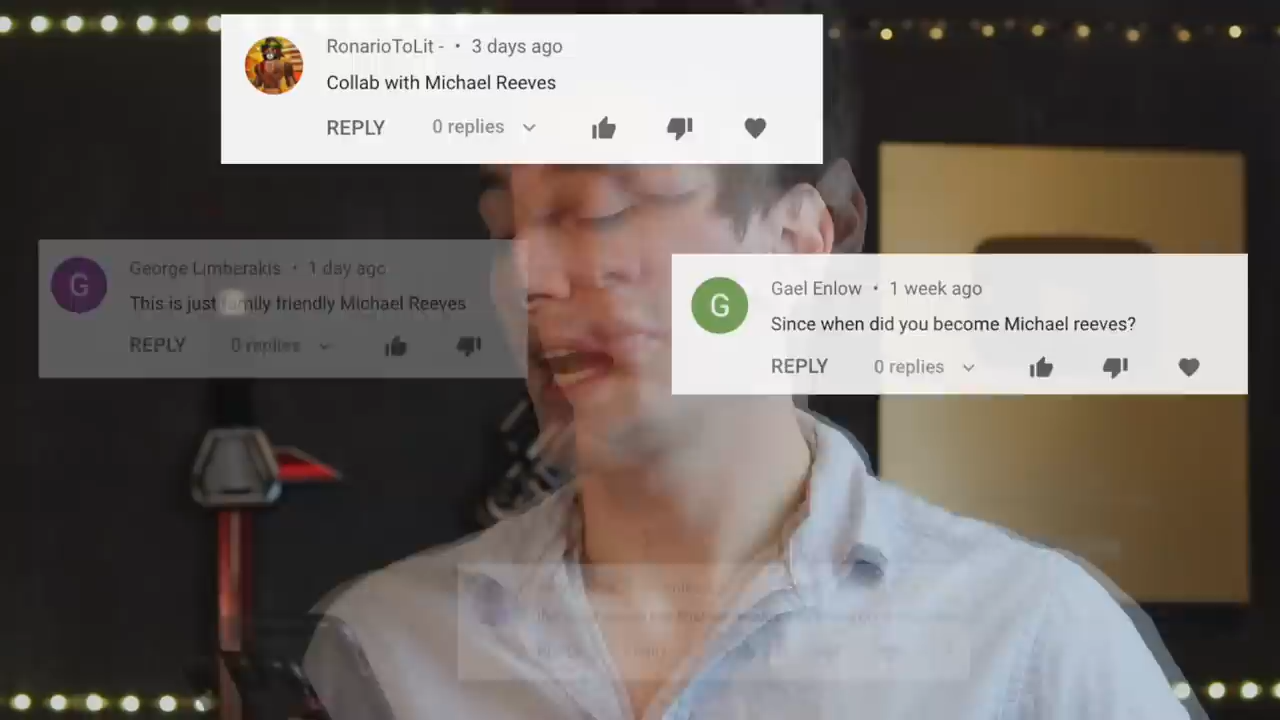 RonarioToLit - • 3 days ago
Collab with Michael Reeves
REPLY 0 replies
George Limberakis • 1 day ago
This is just family friendly Michael Reeves
REPLY 0 replies
G
Gael Enlow • 1 week ago
Since when did you become Michael reeves?
REPLY 0 replies
G